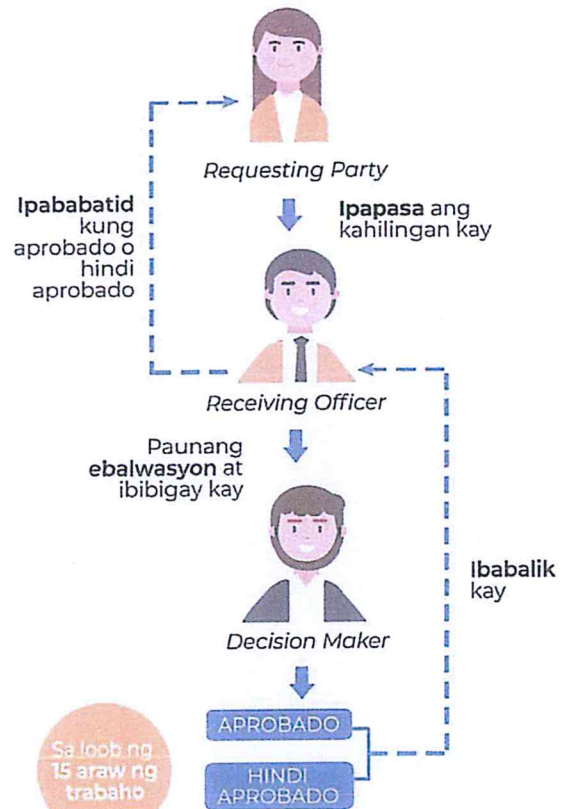 Requesting Party
Ipababatid
kung
aprobado o
hindi
aprobado
Ipapasa ang
kahilingan kay
Receiving Officer
Paunang
ebalwasyon at
ibibigay kay
Ibabalik
kay
Decision Maker
APROBADO
Sa loob ng
15 araw ng
trabaho
HINDI
APROBADO